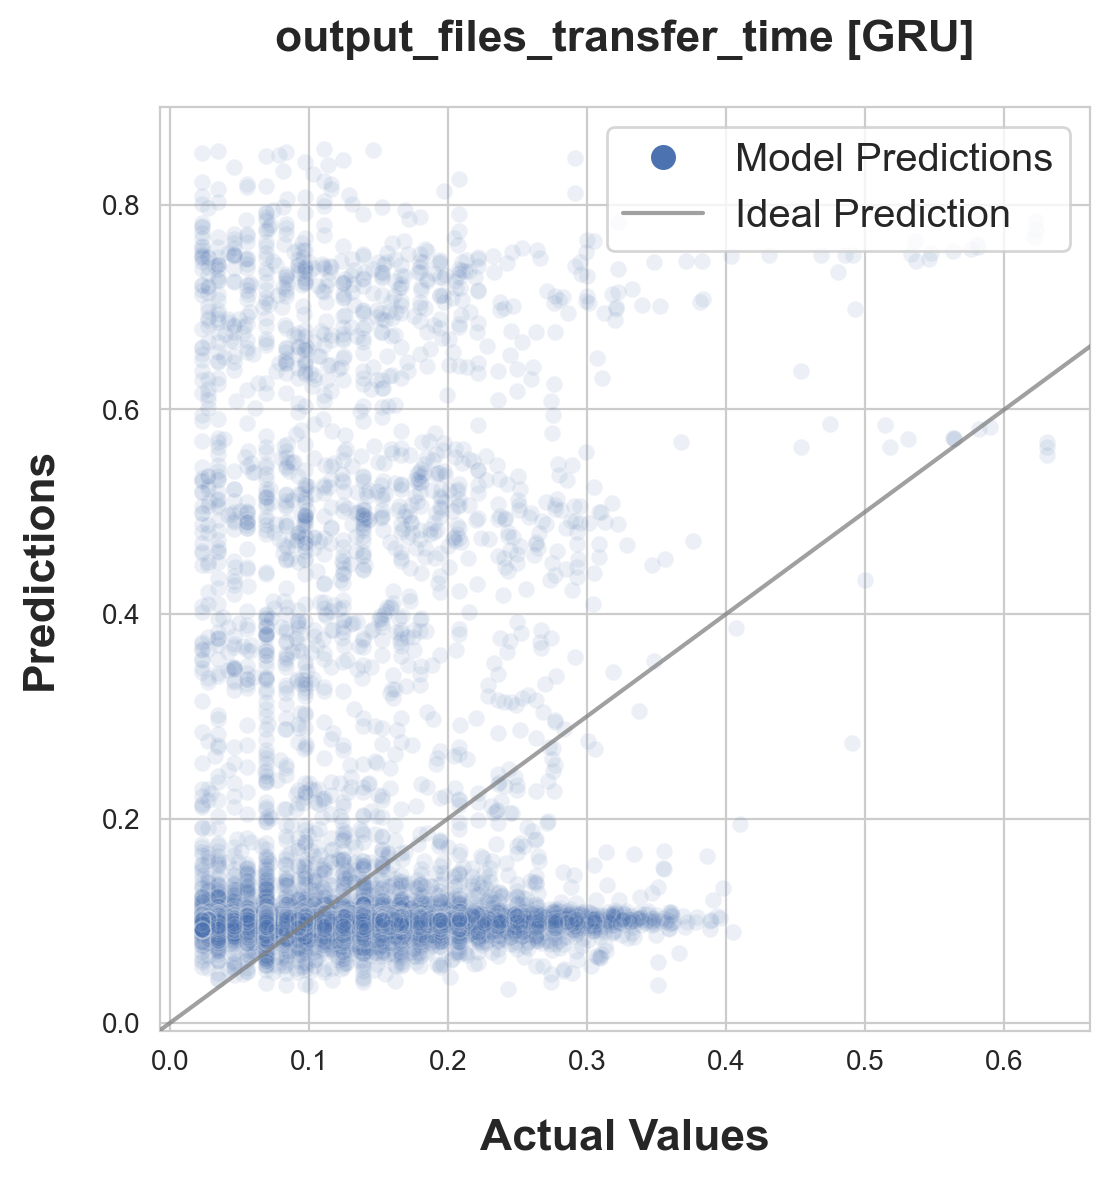 output_files_transfer_time [GRU]
Model Predictions
Ideal Prediction
0.8
0.6
0.4
0.2
0.0
Predictions
0.0 0.1 0.2 0.3 0.4 0.5 0.6
Actual Values